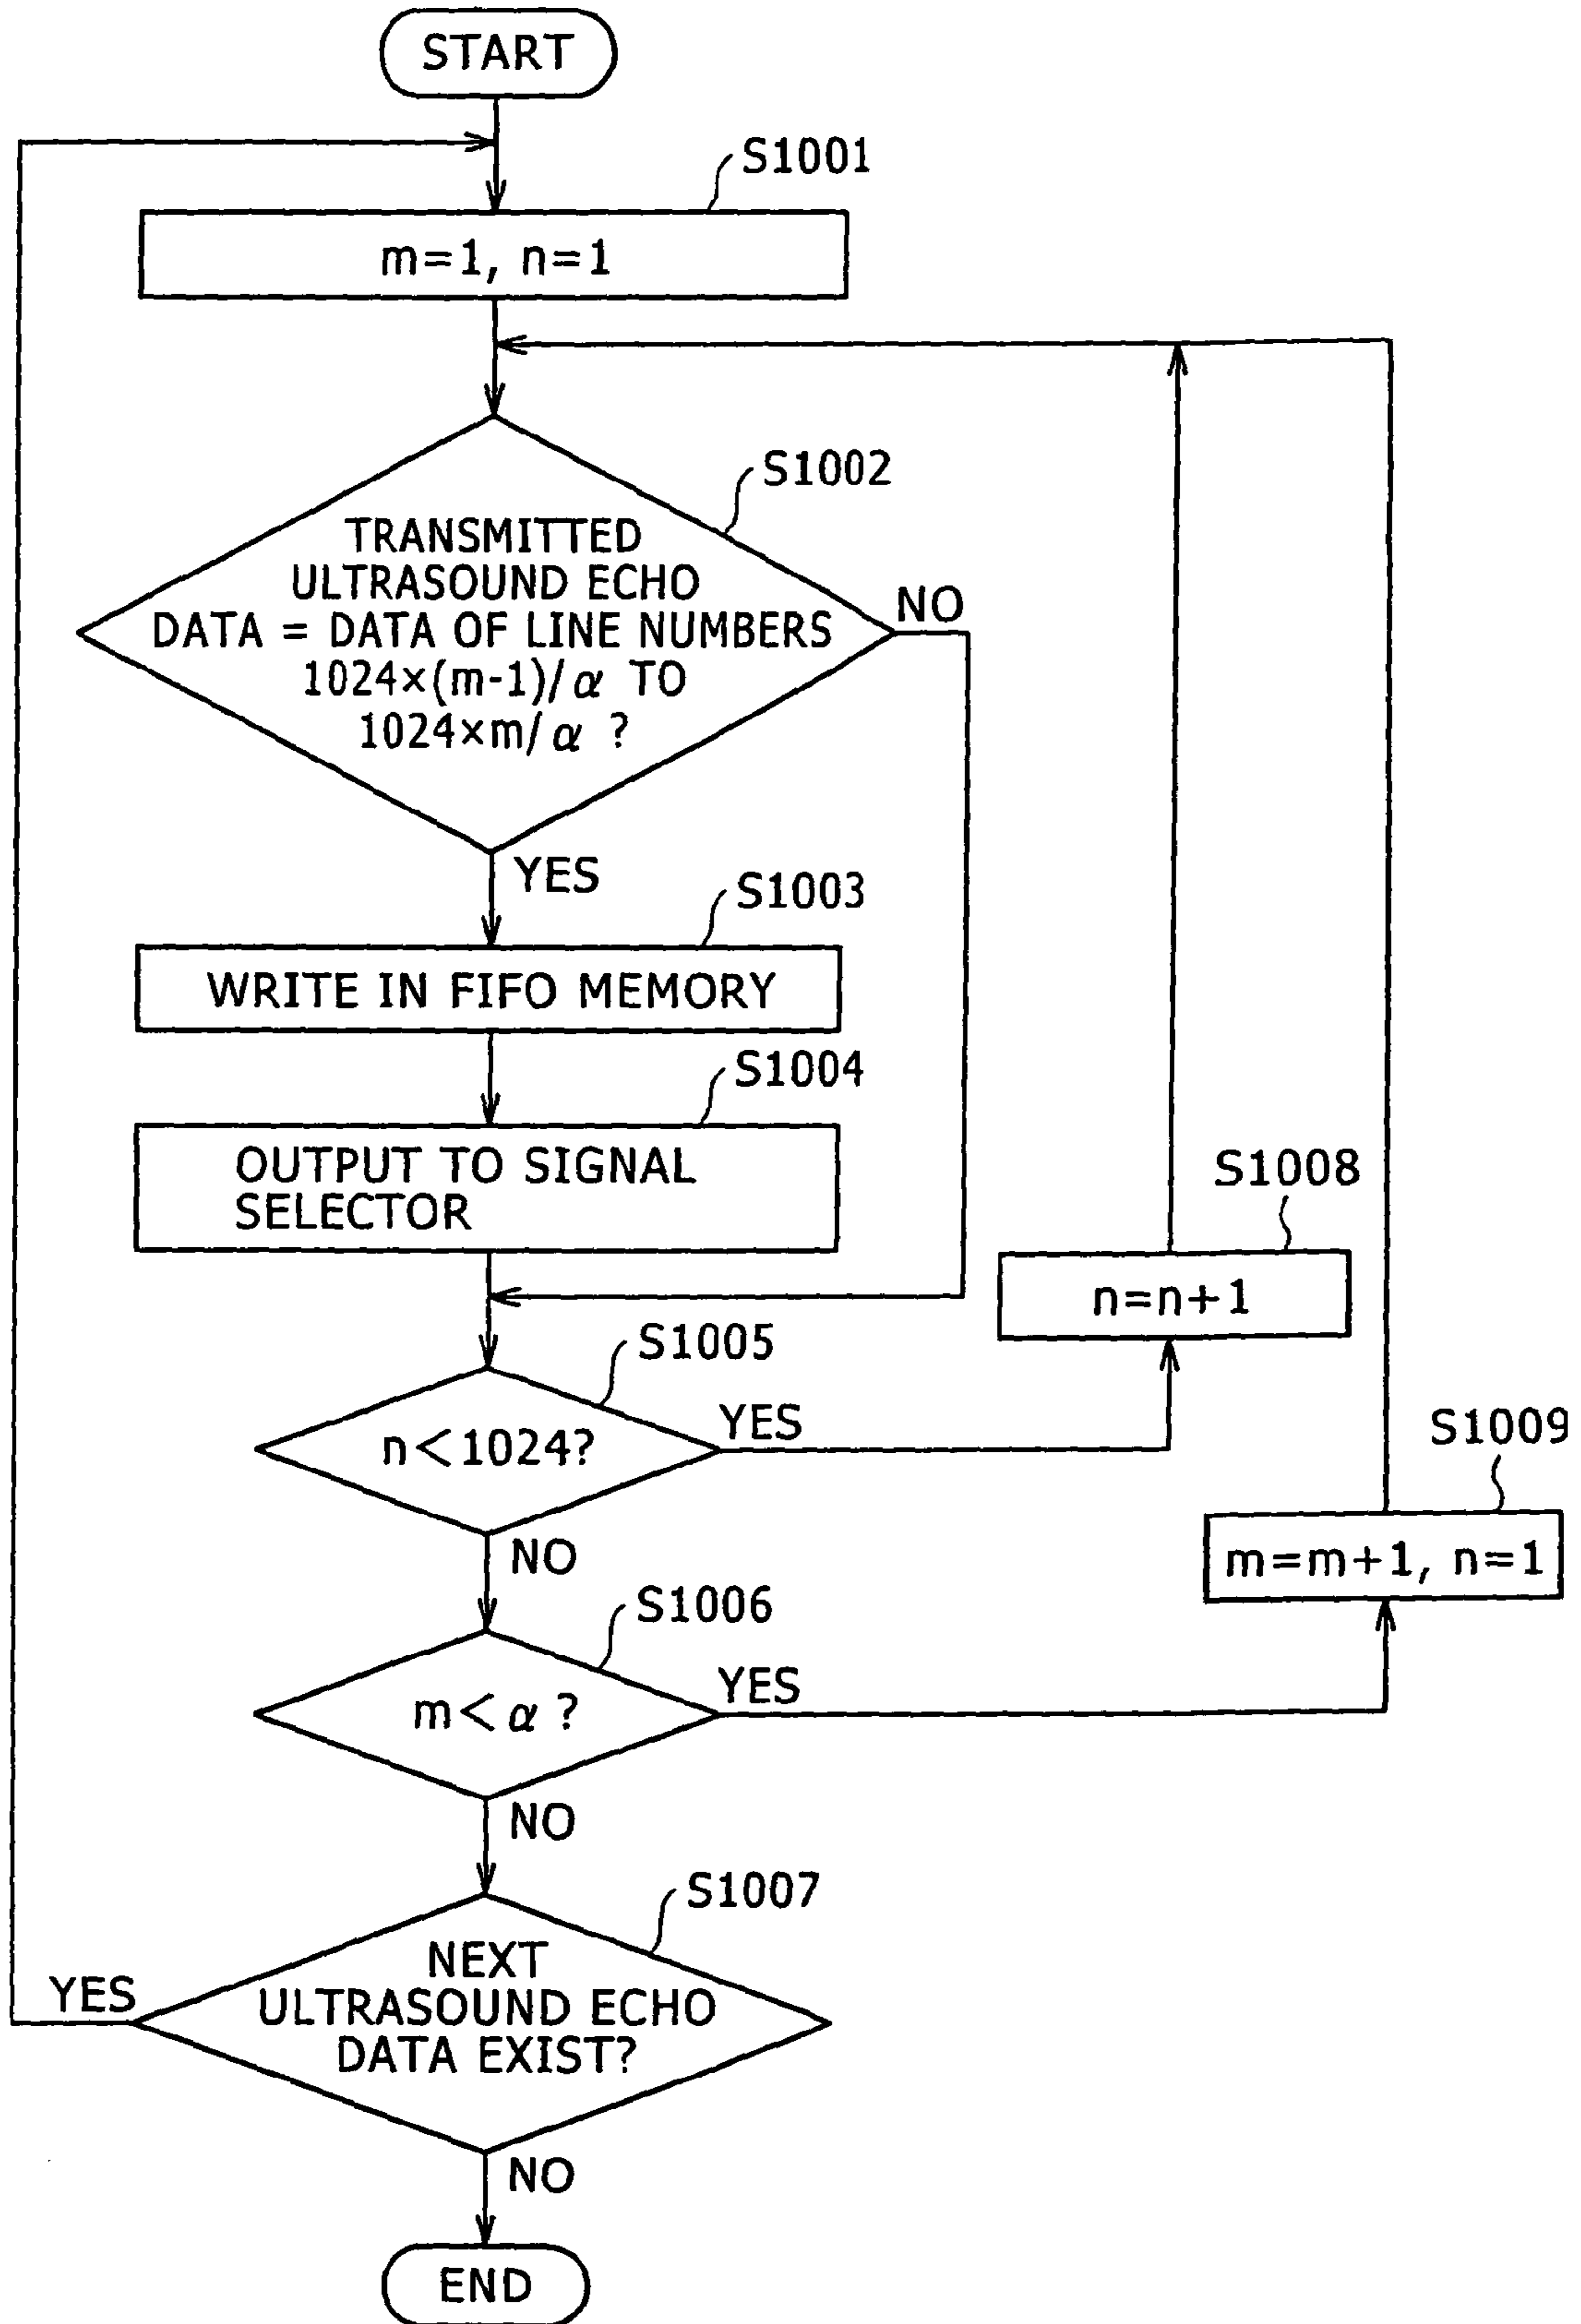 START
S1001
m=1, n=1
S1002
TRANSMITTED
ULTRASOUND ECHO
DATA = DATA OF LINE NUMBERS
1024×(m-1)/α TO
1024×m/α ?
NO
YES
S1003
WRITE IN FIFO MEMORY
S1004
OUTPUT TO SIGNAL
SELECTOR
S1008
n=n+1
S1005
n<1024?
YES
NO
S1009
m=m+1, n=1
S1006
m<α ?
YES
NO
S1007
NEXT
ULTRASOUND ECHO
DATA EXIST?
YES
NO
END